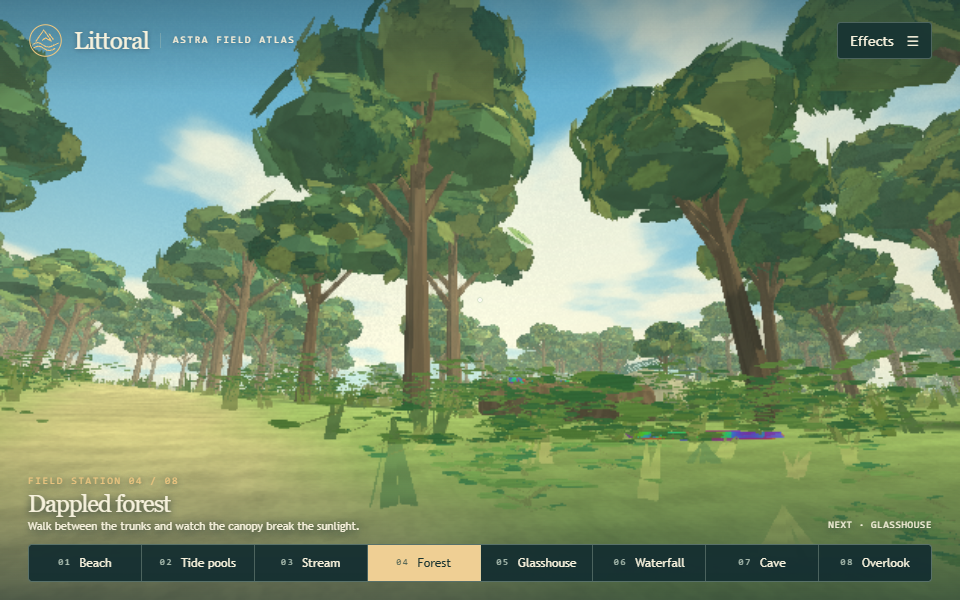 Littoral
ASTRA FIELD ATLAS
Effects
FIELD STATION 04 / 08
Dappled forest
Walk between the trunks and watch the canopy break the sunlight.
NEXT · GLASSHOUSE
01 Beach
02 Tide pools
03 Stream
04 Forest
05 Glasshouse
06 Waterfall
07 Cave
08 Overlook